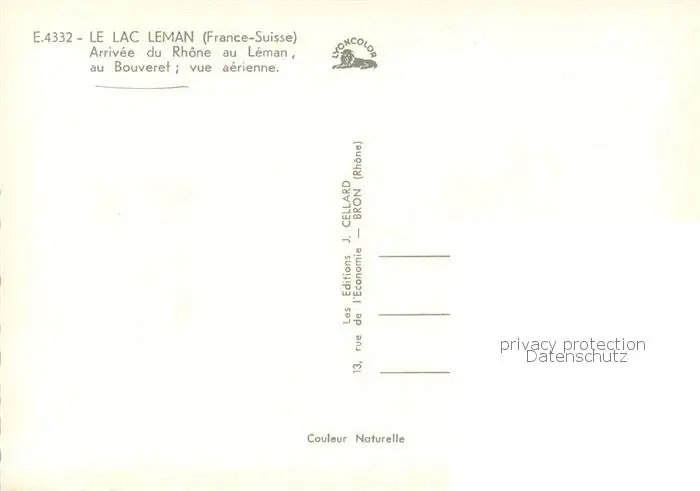 E.4332 - LE LAC LEMAN (France-Suisse)
Arrivée du Rhône au Léman,
au Bouveret ; vue aérienne.
LYONCOLOR
Les Editions J. CELLARD
13, rue de l'Economie — BRON (Rhône)
privacy protection
Datenschutz
Couleur Naturelle